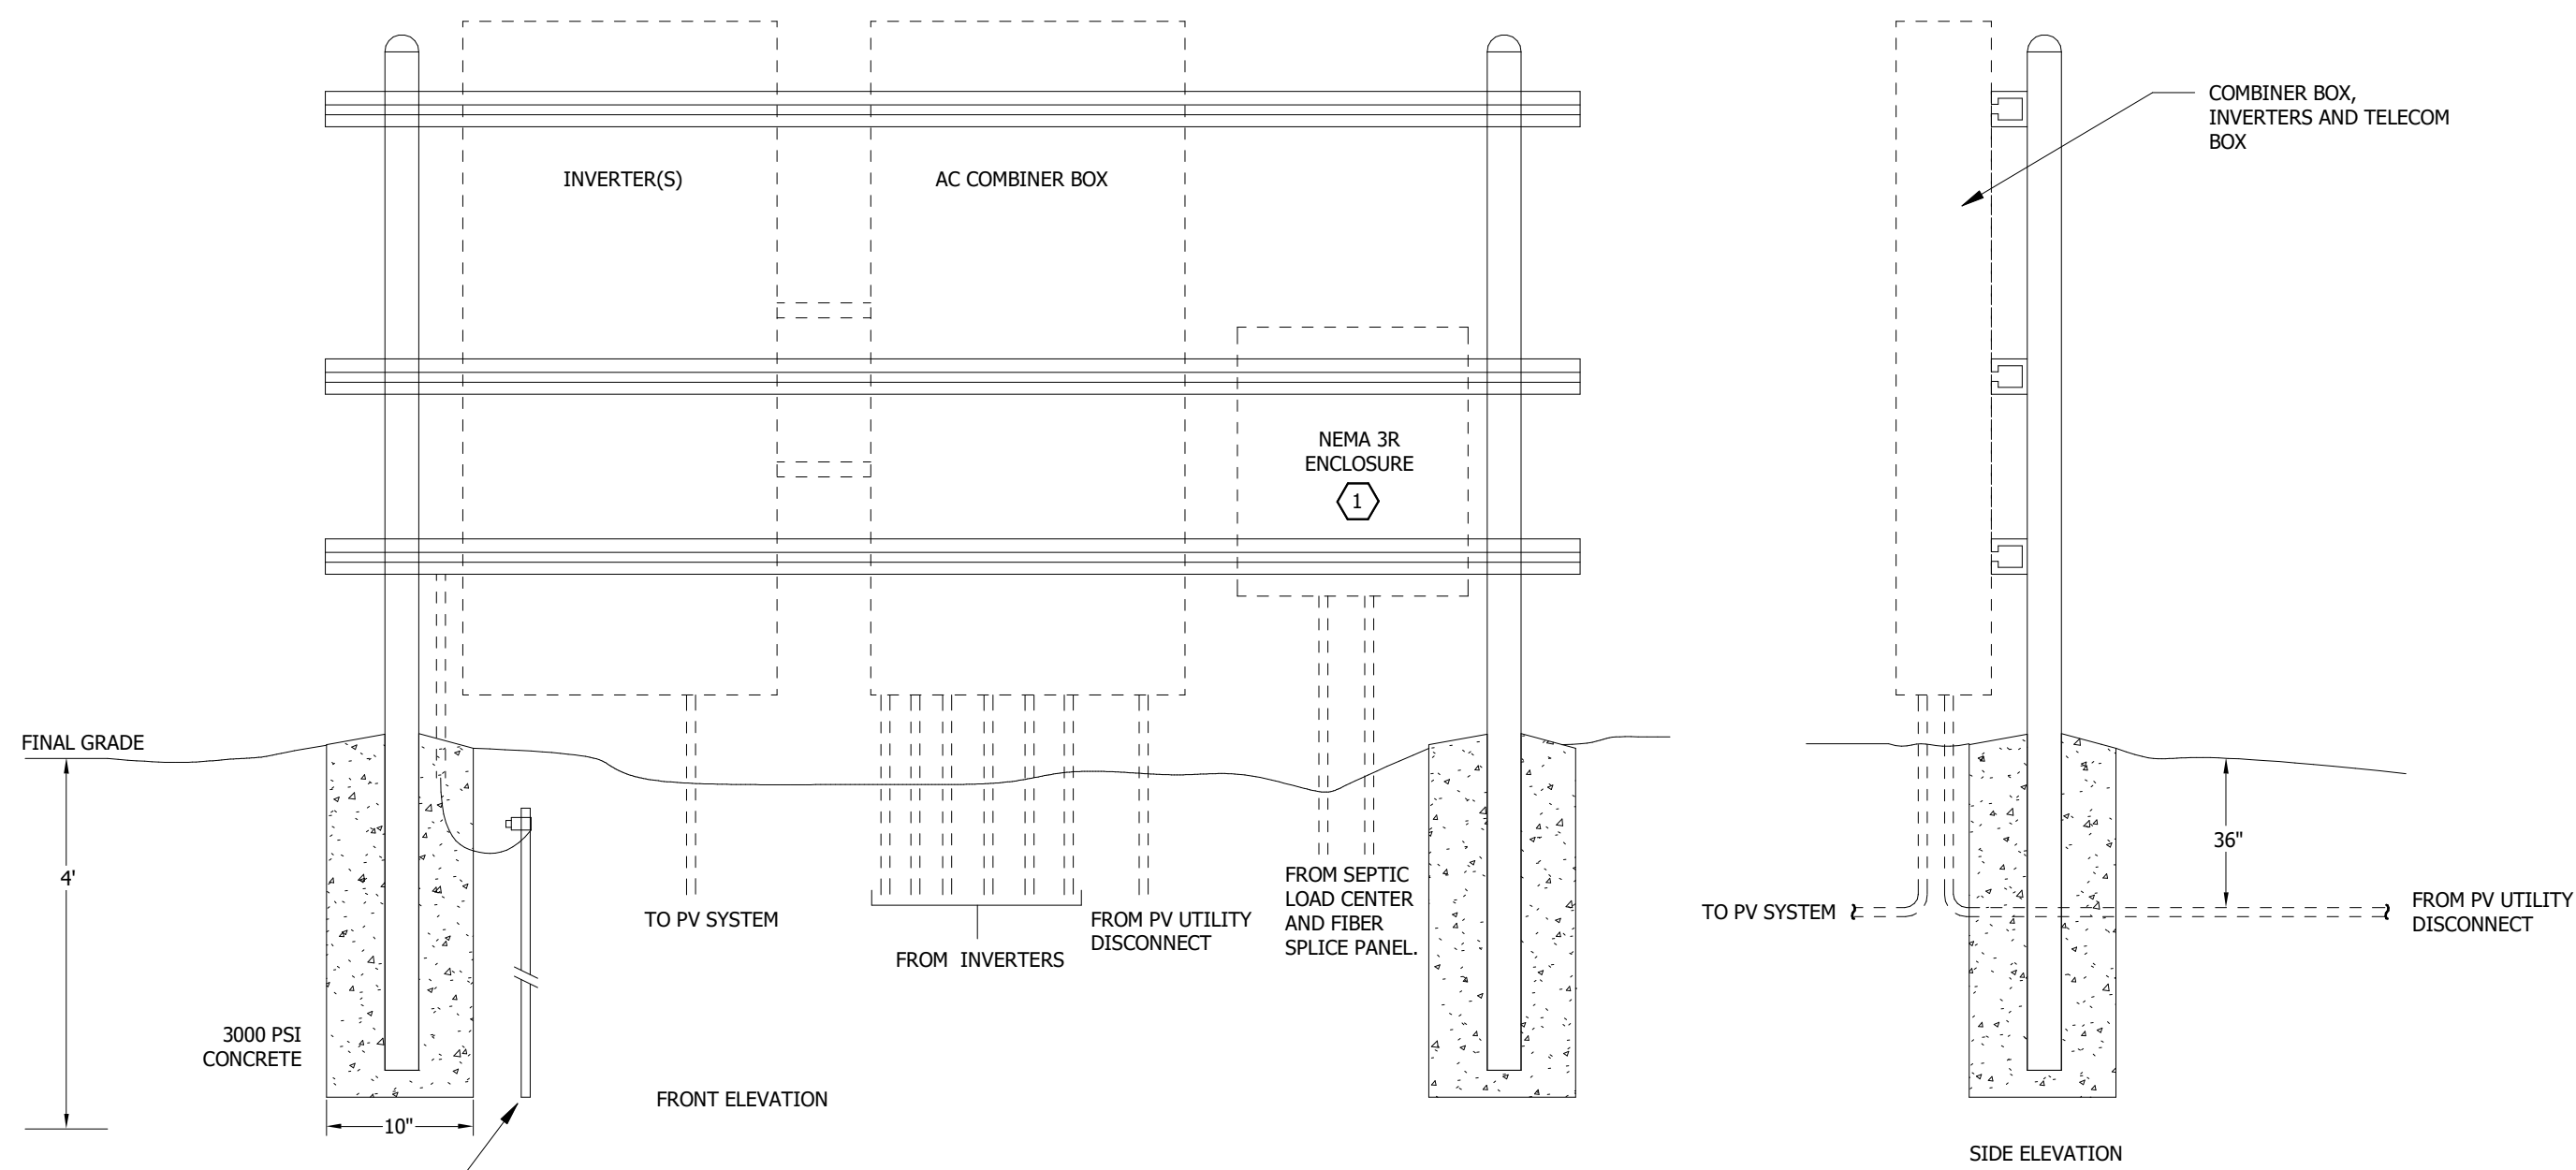 COMBINER BOX,
INVERTERS AND TELECOM
BOX
INVERTER(S)
AC COMBINER BOX
NEMA 3R
ENCLOSURE
1
FINAL GRADE
4'
36"
FROM SEPTIC
LOAD CENTER
AND FIBER
SPLICE PANEL.
TO PV SYSTEM
FROM PV UTILITY
DISCONNECT
FROM  INVERTERS
TO PV SYSTEM
FROM PV UTILITY
DISCONNECT
3000 PSI
CONCRETE
10"
FRONT ELEVATION
SIDE ELEVATION